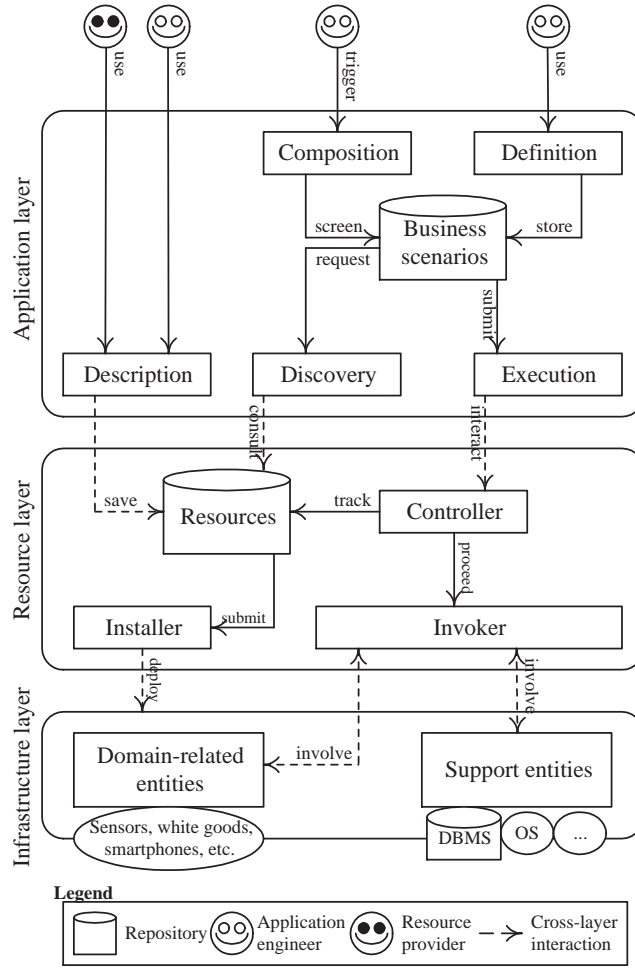 use
use
trigger
use
Application layer
Composition
Definition
screen
Business
scenarios
store
request
submit
Description
Discovery
Execution
consult
interact
Resource layer
save
Resources
track
Controller
proceed
Installer
submit
Invoker
deploy
involve
Infrastructure layer
Domain-related
entities
involve
Support entities
Sensors, white goods,
smartphones, etc.
DBMS
OS
...
Legend
Repository
Application
engineer
Resource
provider
Cross-layer
interaction